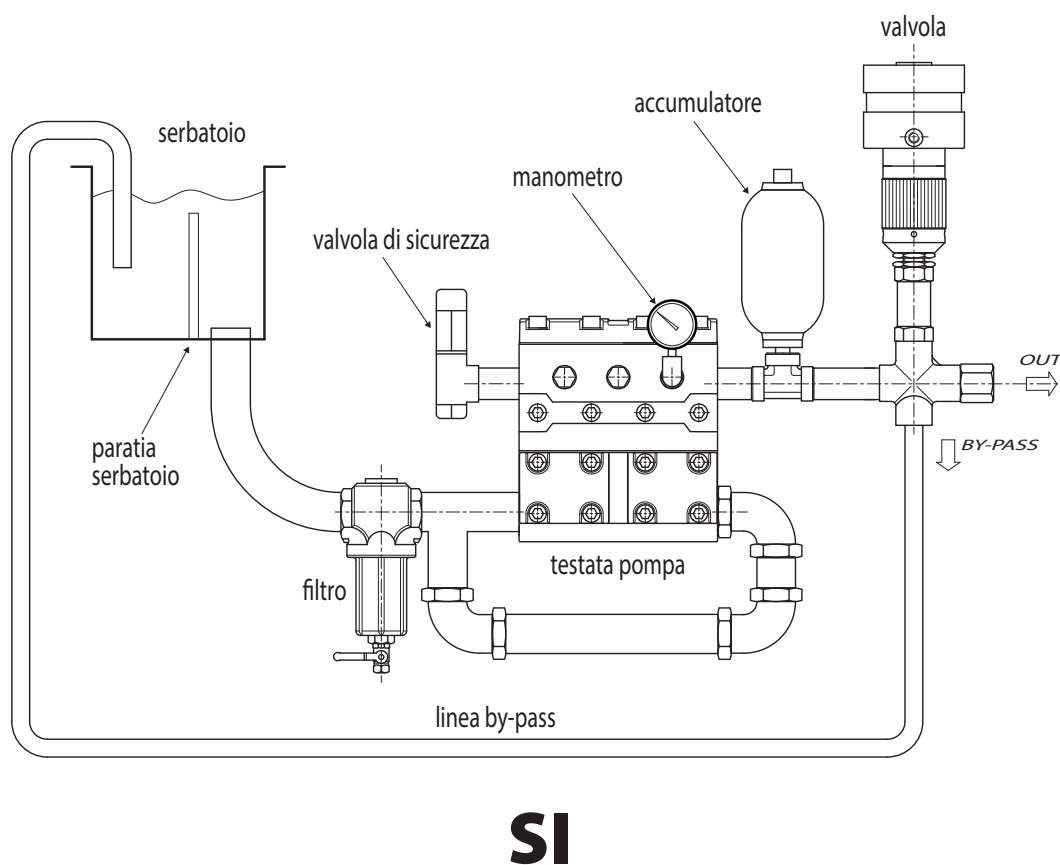 valvola
accumulatore
serbatoio
manometro
valvola di sicurezza
OUT
paratia
serbatoio
BY-PASS
testata pompa
filtro
linea by-pass
SI